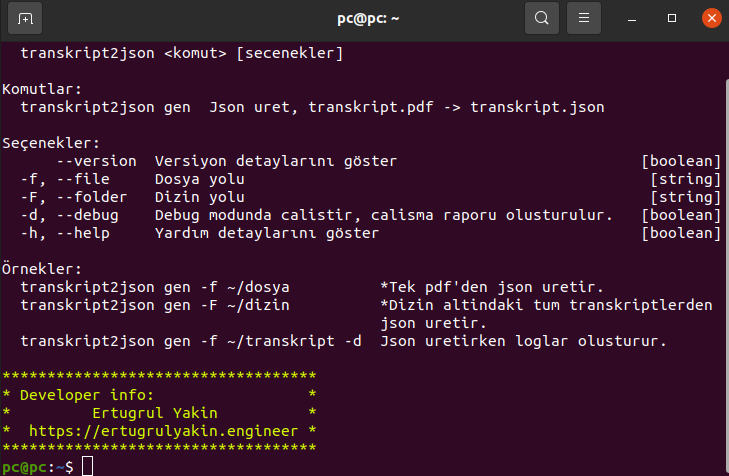 pc@pc: ~
transkript2json <komut> [secenekler]
Komutlar:
transkript2json gen  Json uret, transkript.pdf -> transkript.json
Seçenekler:
--version  Versiyon detaylarını göster [boolean]
-f, --file  Dosya yolu [string]
-F, --folder  Dizin yolu [string]
-d, --debug  Debug modunda calistir, calisma raporu olusturulur. [boolean]
-h, --help  Yardım detaylarını göster [boolean]
Örnekler:
transkript2json gen -f ~/dosya *Tek pdf'den json uretir.
transkript2json gen -F ~/dizin *Dizin altindaki tum transkriptlerden
json uretir.
transkript2json gen -f ~/transkript -d  Json uretirken loglar olusturur.
***********************************
* Developer info: *
* Ertugrul Yakin *
* https://ertugrulyakin.engineer *
***********************************
pc@pc:~$